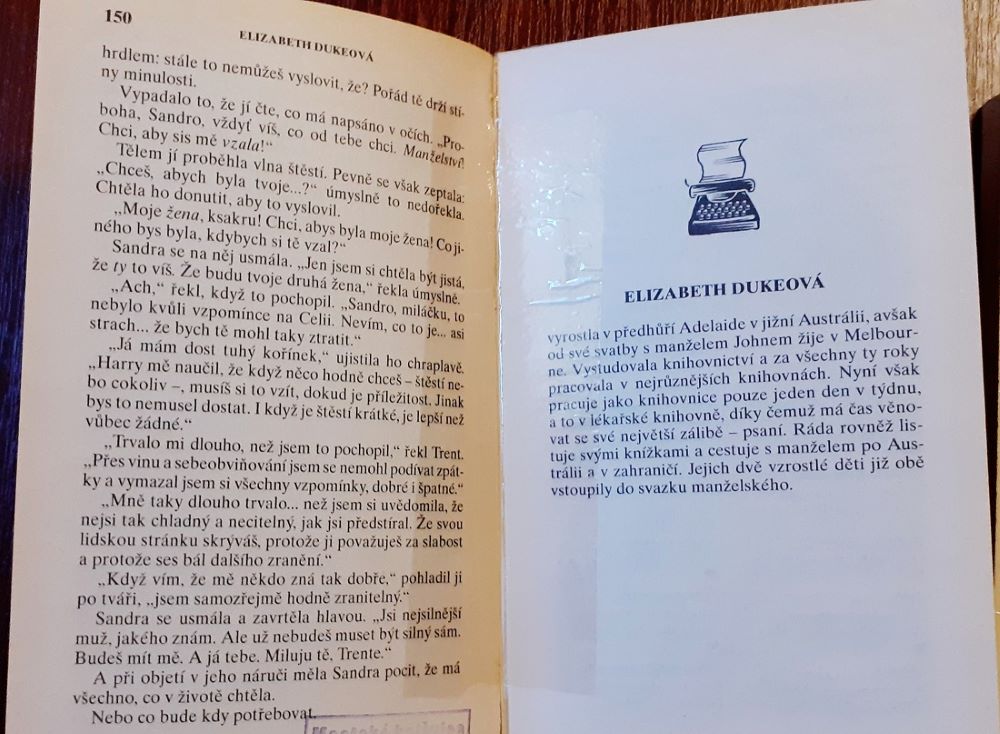 150
ELIZABETH DUKEOVÁ
hrdlem: stále to nemůžeš vyslovit, že? Pořád tě drží stí-
ny minulosti.
Vypadalo to, že jí čte, co má napsáno v očích. „Pro-
boha, Sandro, vždyť víš, co od tebe chci. Manželství!
Chci, aby sis mě vzala!“
Tělem jí proběhla vlna štěstí. Pevně se však zeptala:
„Chceš, abych byla tvoje...?“ úmyslně to nedořekla.
Chtěla ho donutit, aby to vyslovil.
„Moje žena, ksakru! Chci, abys byla moje žena! Co ji-
ného bys byla, kdybych si tě vzal?“
Sandra se na něj usmála. „Jen jsem si chtěla být jistá,
že ty to víš. Že budu tvoje druhá žena,“ řekla úmyslně.
„Ach,“ řekl, když to pochopil. „Sandro, miláčku, to
nebylo kvůli vzpomínce na Celii. Nevím, co to je... asi
strach... že bych tě mohl taky ztratit.“
„Já mám dost tuhý kořínek,“ ujistila ho chraplavě.
„Harry mě naučil, že když něco hodně chceš – štěstí ne-
bo cokoliv –, musíš si to vzít, dokud je příležitost. Jinak
bys to nemusel dostat. I když je štěstí krátké, je lepší než
vůbec žádné.“
„Trvalo mi dlouho, než jsem to pochopil,“ řekl Trent.
„Přes vinu a sebeobviňování jsem se nemohl podívat zpát-
ky a vymazal jsem si všechny vzpomínky, dobré i špatné.“
„Mně taky dlouho trvalo... než jsem si uvědomila, že
nejsi tak chladný a necitelný, jak jsi předstíral. Že svou
lidskou stránku skrýváš, protože ji považuješ za slabost
a protože ses bál dalšího zranění.“
„Když vím, že mě někdo zná tak dobře,“ pohladil ji
po tváři, „jsem samozřejmě hodně zranitelný.“
Sandra se usmála a zavrtěla hlavou. „Jsi nejsilnější
muž, jakého znám. Ale už nebudeš muset být silný sám.
Budeš mít mě. A já tebe. Miluju tě, Trente.“
A při objetí v jeho náruči měla Sandra pocit, že má
všechno, co v životě chtěla.
Nebo co bude kdy potřebovat.
ELIZABETH DUKEOVÁ
vyrostla v předhůří Adelaide v jižní Austrálii, avšak
od své svatby s manželem Johnem žije v Melbour-
ne. Vystudovala knihovnictví a za všechny ty roky
pracovala v nejrůznějších knihovnách. Nyní však
pracuje jako knihovnice pouze jeden den v týdnu,
a to v lékařské knihovně, díky čemuž má čas věno-
vat se své největší zálibě – psaní. Ráda rovněž lis-
tuje svými knížkami a cestuje s manželem po Aus-
trálii a v zahraničí. Jejich dvě vzrostlé děti již obě
vstoupily do svazku manželského.